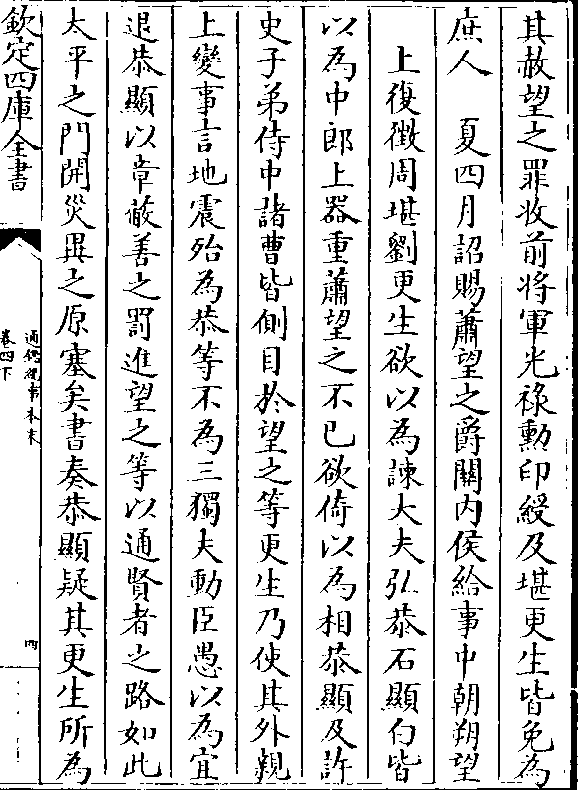 其赦望之罪收前將軍光祿勲印綬及堪更生皆免為
庶人　夏四月詔賜蕭望之爵關内侯給事中朝朔望
上復徵周堪劉更生欲以為諫大夫弘恭石顯白皆
以為中郎上器重蕭望之不已欲倚以為相恭顯及許
史子弟侍中諸曹皆側目於望之等更生乃使其外親
上變事言地震殆為恭等不為三獨夫動臣愚以為宜
退恭顯以章蔽善之罰進望之等以通賢者之路如此
太平之門開災異之原塞矣書奏恭顯疑其更生所為
欽定四庫全書
通鑑紀事本末
卷四下
四